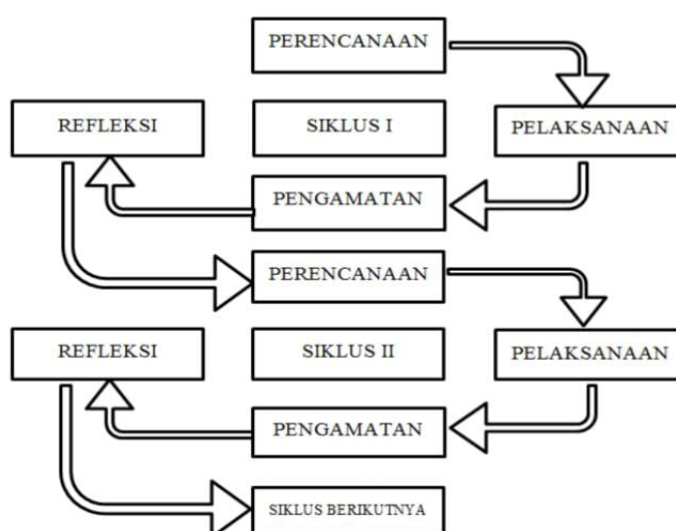 PERENCANAAN
REFLEKSI
SIKLUS I
PELAKSANAAN
PENGAMATAN
PERENCANAAN
REFLEKSI
SIKLUS II
PELAKSANAAN
PENGAMATAN
SIKLUS BERIKUTNYA